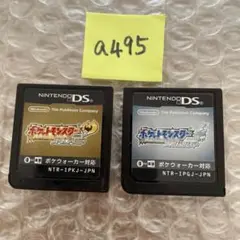 a495
NINTENDO DS
Nintendo The Pokémon Company
ポケットモンスター
ポケウォーカー対応
NTR-IPKJ-JPN
NINTENDO DS
Nintendo The Pokémon Company
ポケットモンスター
ポケウォーカー対応
NTR-IPGJ-JPN